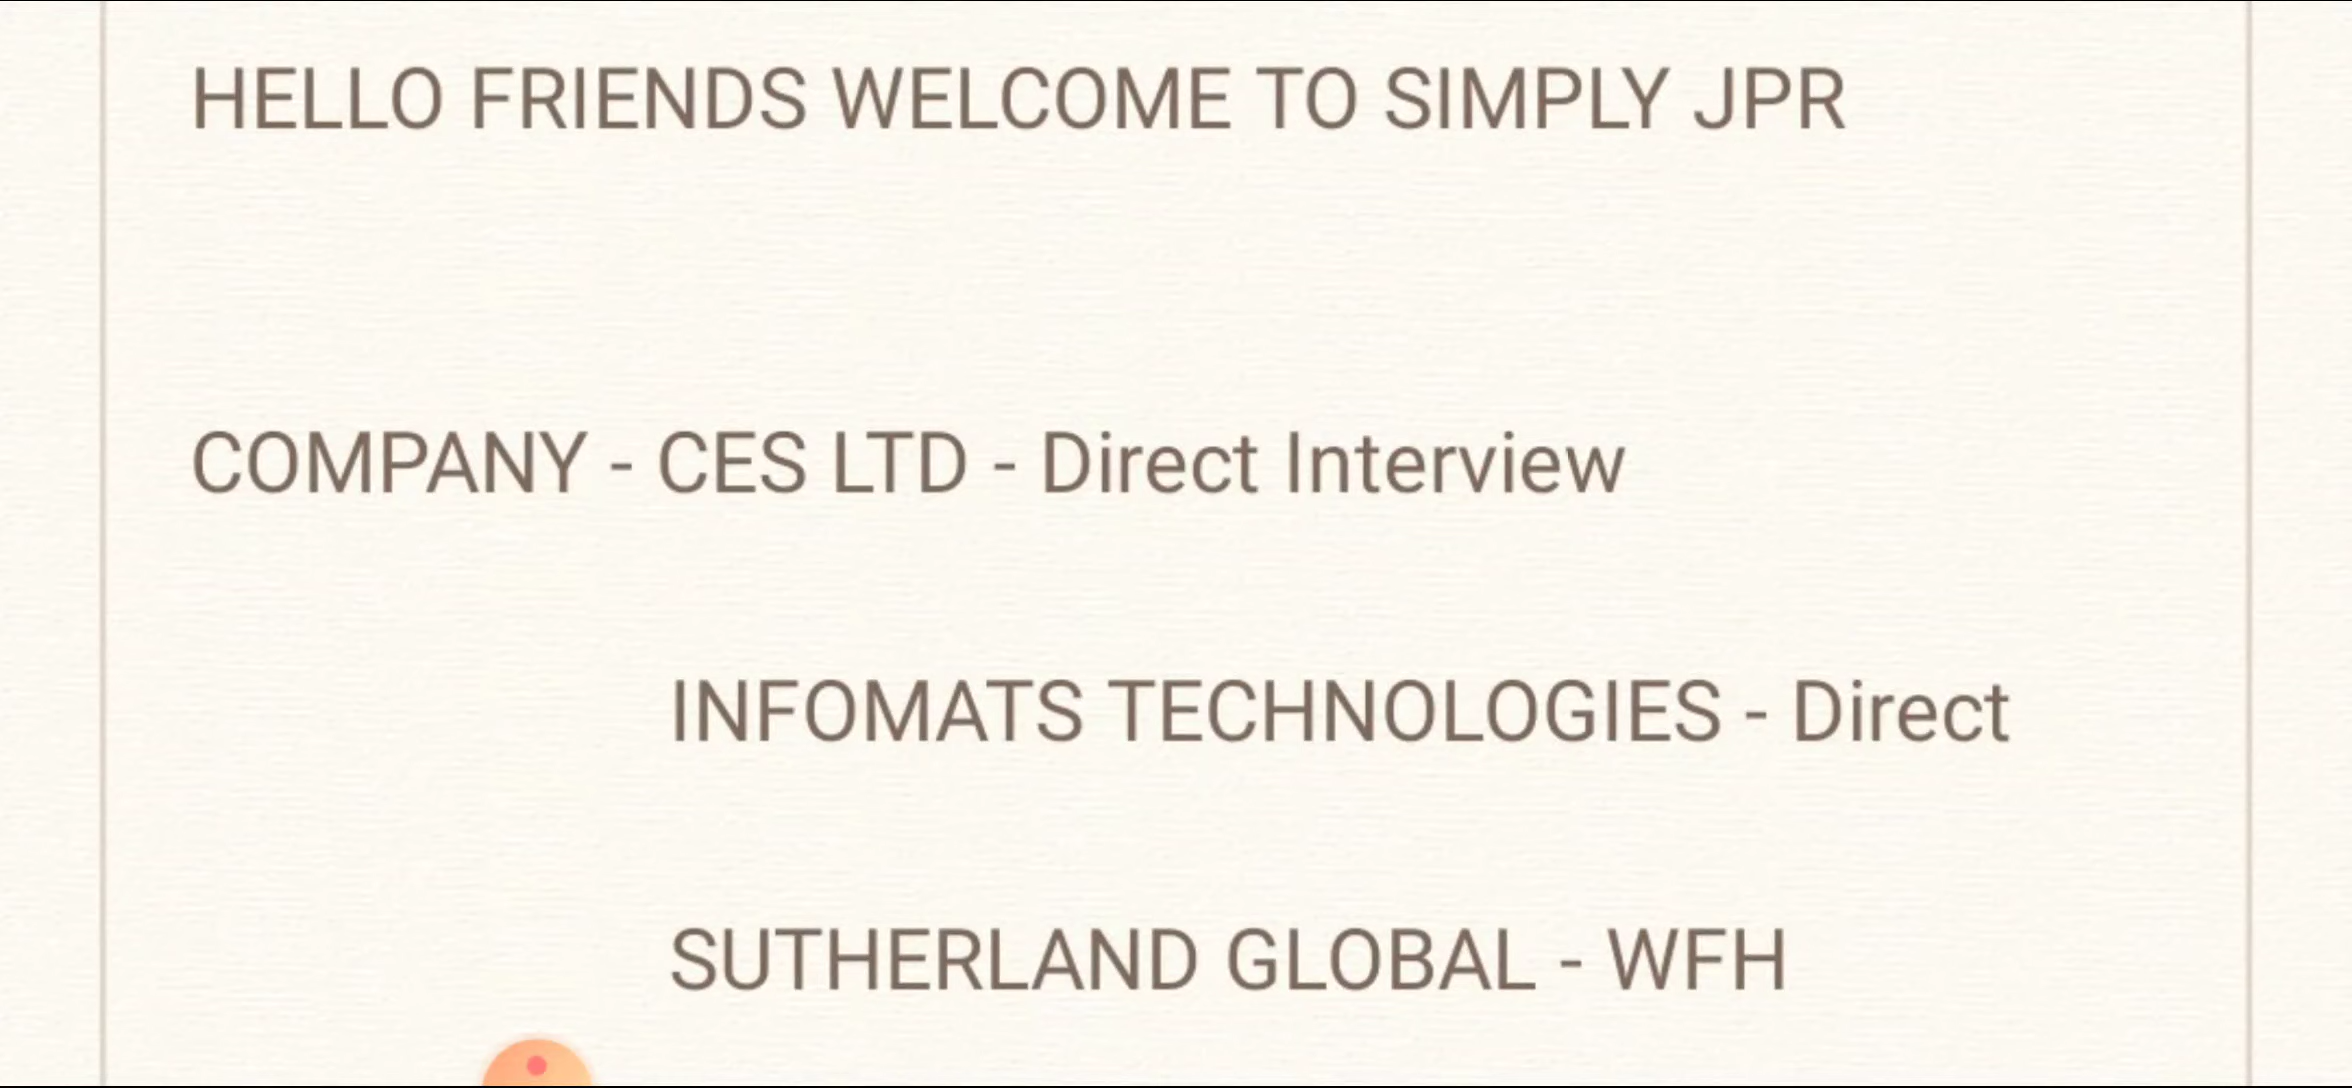 HELLO FRIENDS WELCOME TO SIMPLY JPR
COMPANY - CES LTD - Direct Interview
INFOMATS TECHNOLOGIES - Direct
SUTHERLAND GLOBAL - WFH